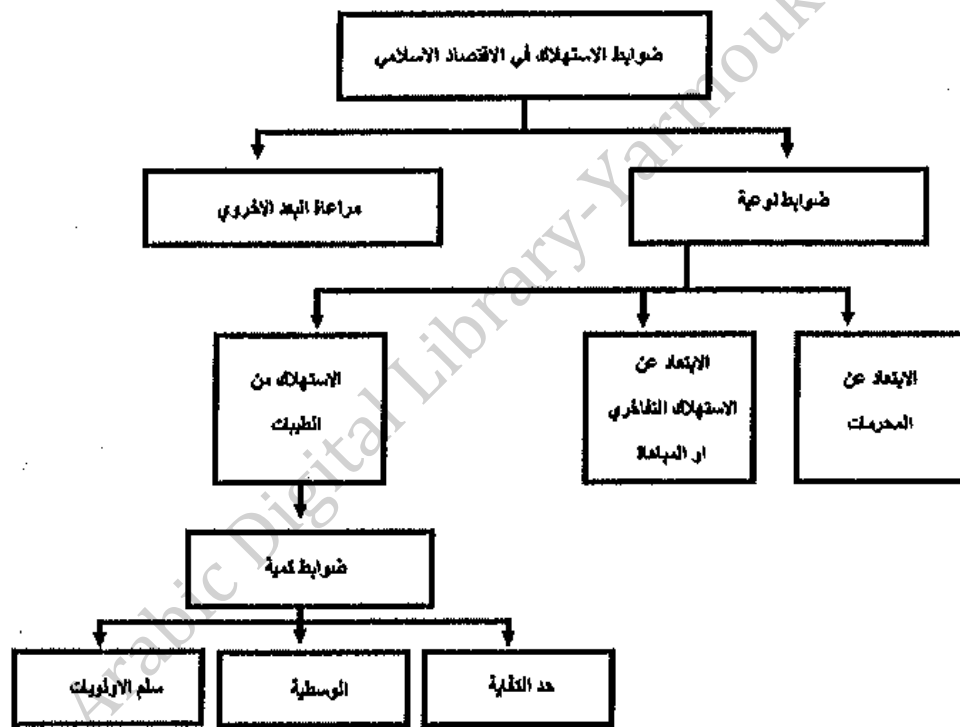 ضوابط الاستهلاك في الاقتصاد الاسلامي
ضوابط نوعية
مراعاة البعد الاخروي
الابتعاد عن
المحرمات
الابتعاد عن
الاستهلاك التفاخري
او المباهاة
الاستهلاك من
الطيبات
ضوابط كمية
حد الكفاية
الوسطية
سلم الاولويات
Arabic Digital Library-Yarmouk